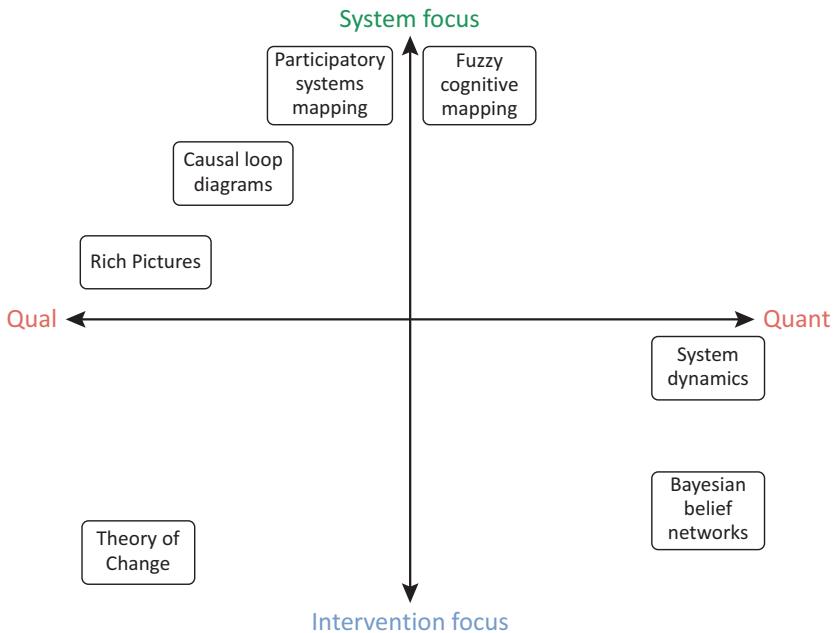 System focus
Participatory
systems
mapping
Fuzzy
cognitive
mapping
Causal loop
diagrams
Rich Pictures
Qual
Quant
System
dynamics
Bayesian
belief
networks
Theory of
Change
Intervention focus